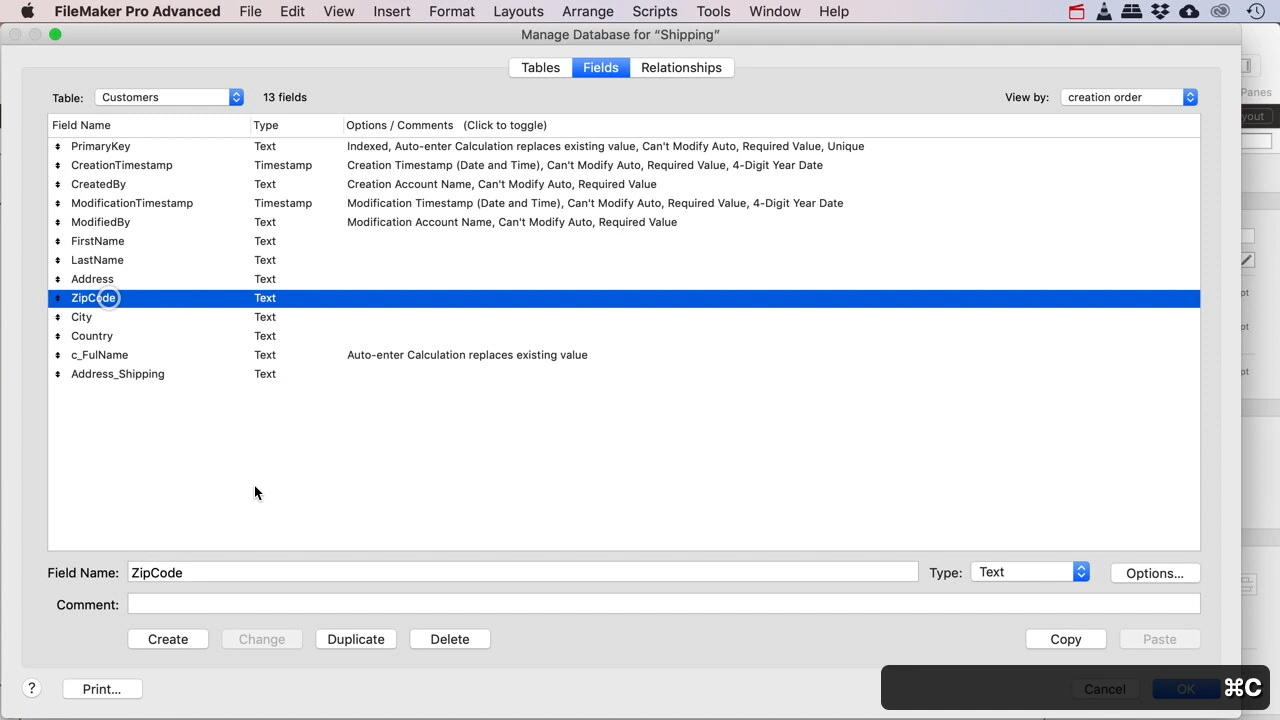 FileMaker Pro Advanced File Edit View Insert Format Layouts Arrange Scripts Tools Window Help
Manage Database for “Shipping”
Tables Fields Relationships
Table: Customers 13 fields View by: creation order
Panes
yout
Field Name Type Options / Comments (Click to toggle)
PrimaryKey Text Indexed, Auto-enter Calculation replaces existing value, Can't Modify Auto, Required Value, Unique
CreationTimestamp Timestamp Creation Timestamp (Date and Time), Can't Modify Auto, Required Value, 4-Digit Year Date
CreatedBy Text Creation Account Name, Can't Modify Auto, Required Value
ModificationTimestamp Timestamp Modification Timestamp (Date and Time), Can't Modify Auto, Required Value, 4-Digit Year Date
ModifiedBy Text Modification Account Name, Can't Modify Auto, Required Value
FirstName Text
LastName Text
Address Text
pt
ZipCode Text
City Text
pt
Country Text
c_FulName Text Auto-enter Calculation replaces existing value
pt
Address_Shipping Text
Field Name: ZipCode Type: Text Options...
Comment:
Create Change Duplicate Delete Copy Paste
? Print... Cancel OK ⌘C